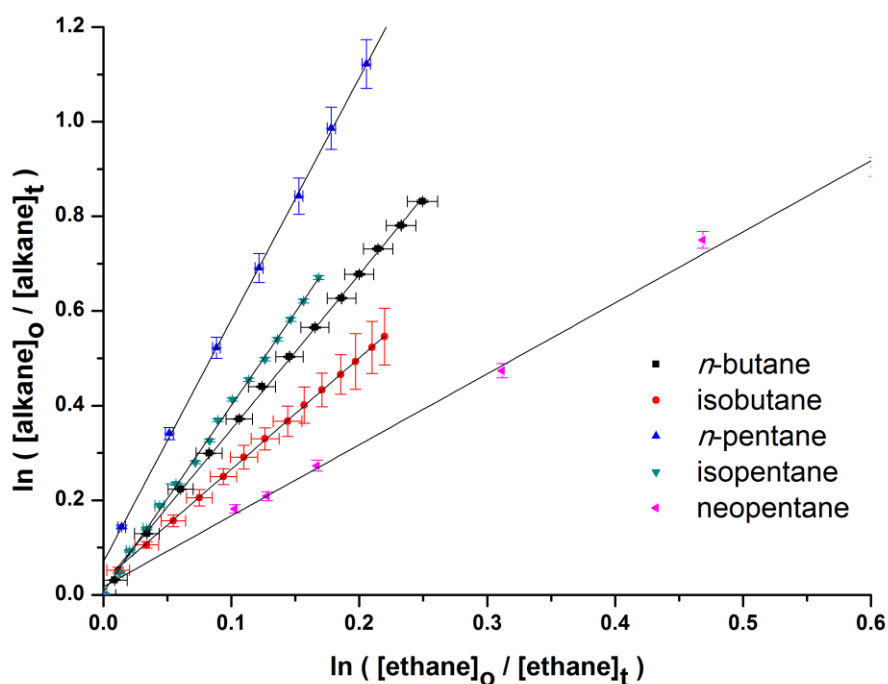 1.2
1.0
0.8
0.6
0.4
0.2
0.0
ln ( [alkane]o / [alkane]t )
n-butane
isobutane
n-pentane
isopentane
neopentane
0.0 0.1 0.2 0.3 0.4 0.5 0.6
ln ( [ethane]o / [ethane]t )